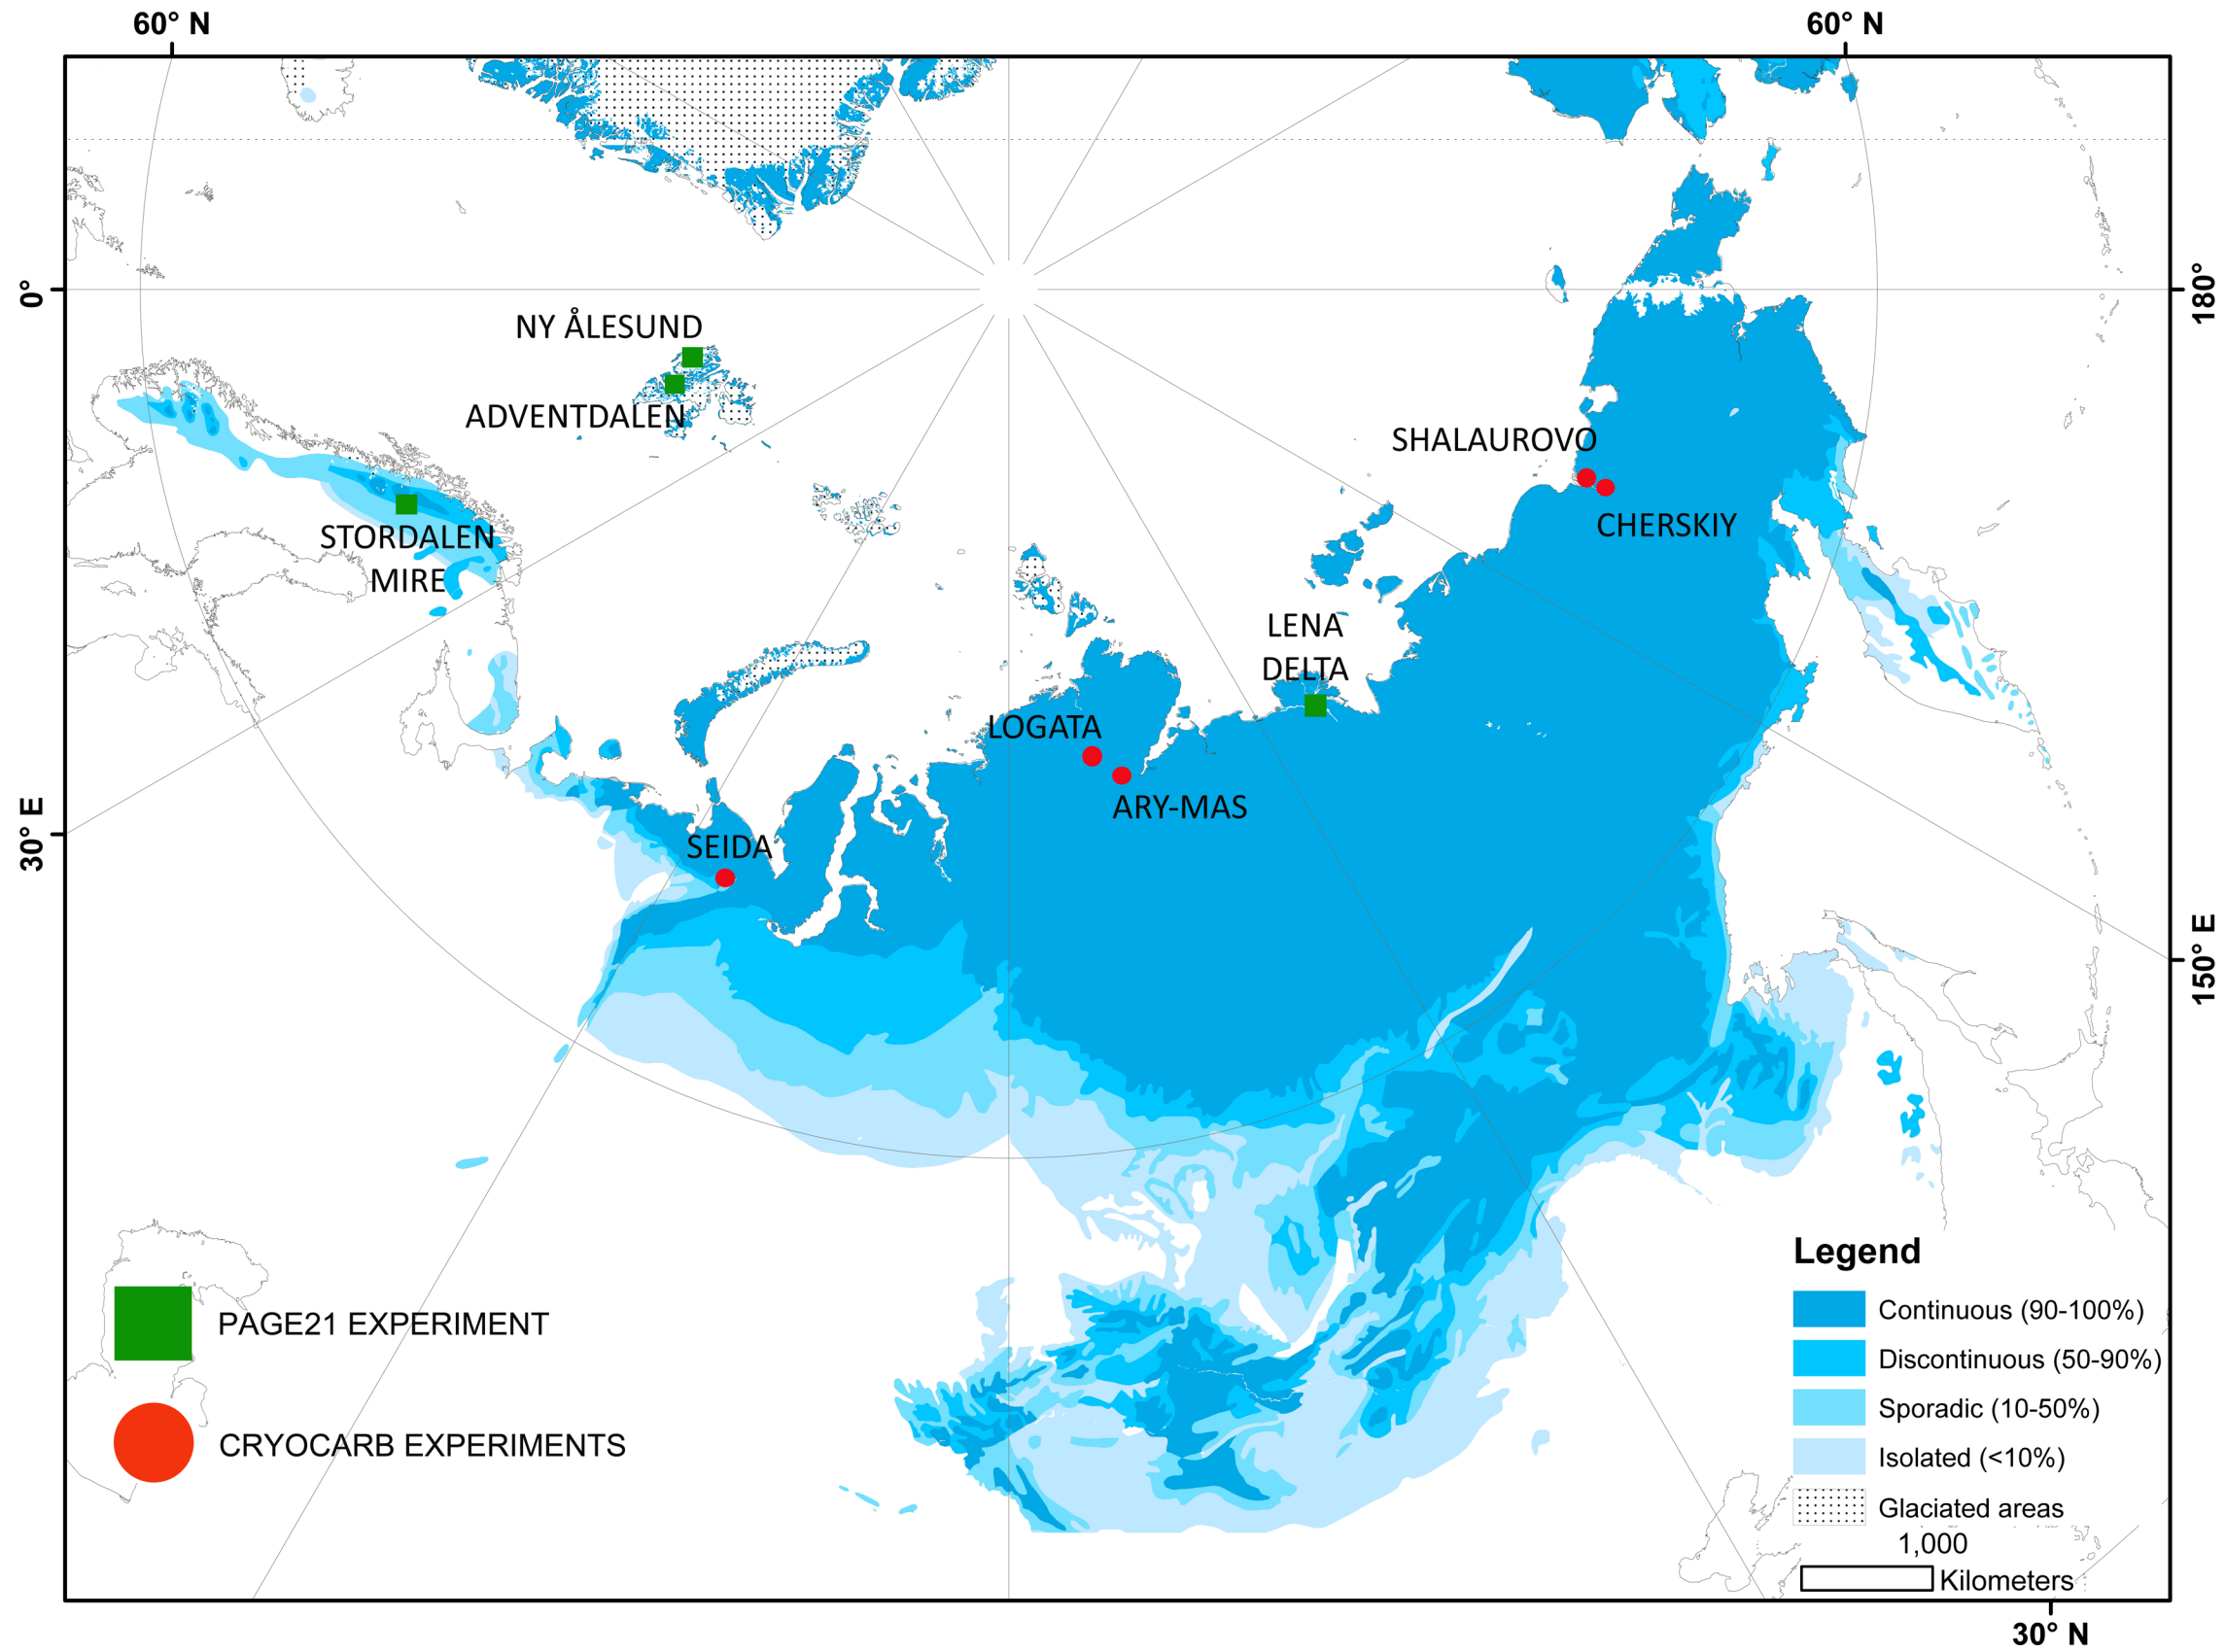 60° N
60° N
0°
180°
NY ÅLESUND
ADVENTDALEN
SHALAUROVO
CHERSKIY
STORDALEN
MIRE
LENA
DELTA
LOGATA
ARY-MAS
30° E
SEIDA
150° E
Legend
Continuous (90-100%)
Discontinuous (50-90%)
Sporadic (10-50%)
Isolated (<10%)
Glaciated areas
1,000
Kilometers
PAGE21 EXPERIMENT
CRYOCARB EXPERIMENTS
30° N